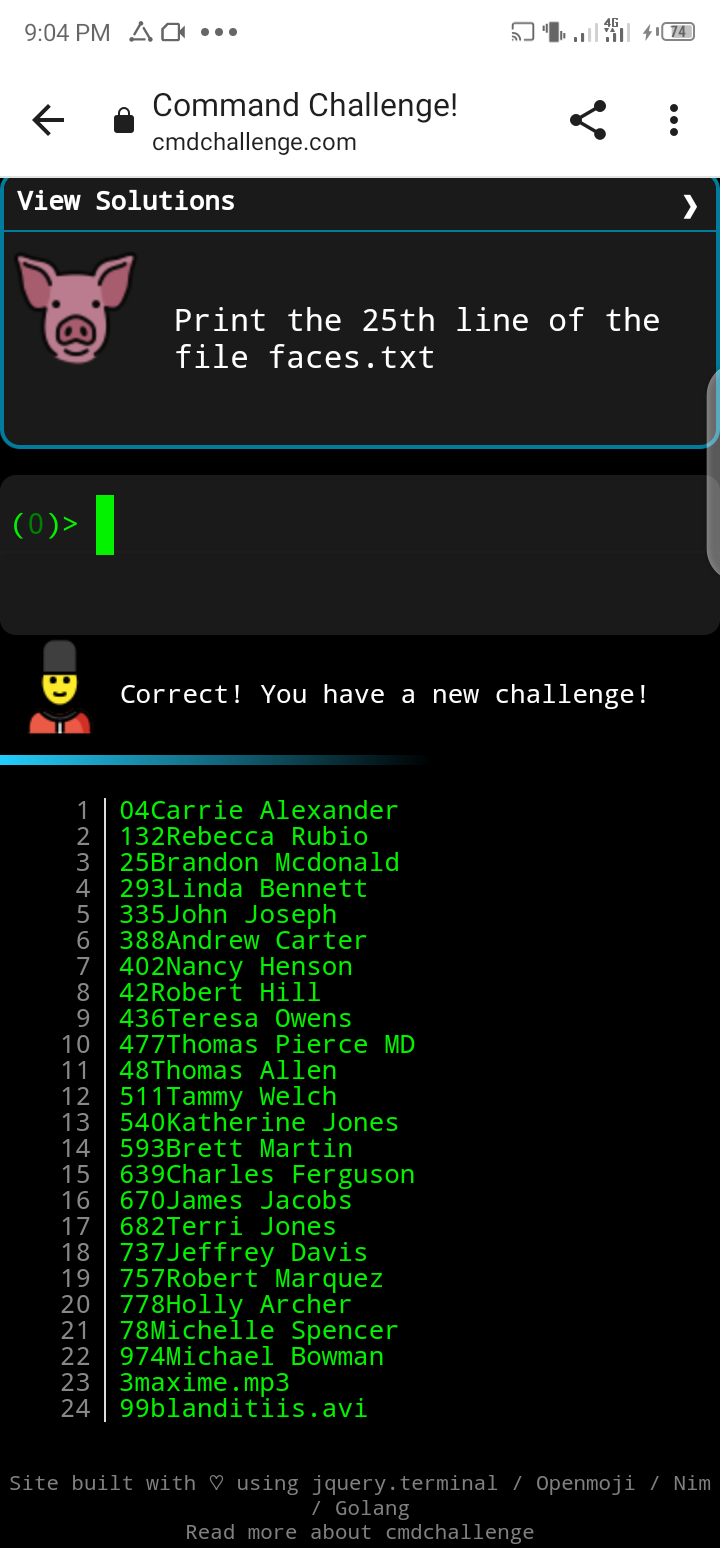 9:04 PM
4G
74
Command Challenge!
cmdchallenge.com
View Solutions ❯
Print the 25th line of the
file faces.txt
(0)>
Correct! You have a new challenge!
1 04Carrie Alexander
2 132Rebecca Rubio
3 25Brandon Mcdonald
4 293Linda Bennett
5 335John Joseph
6 388Andrew Carter
7 402Nancy Henson
8 42Robert Hill
9 436Teresa Owens
10 477Thomas Pierce MD
11 48Thomas Allen
12 511Tammy Welch
13 540Katherine Jones
14 593Brett Martin
15 639Charles Ferguson
16 670James Jacobs
17 682Terri Jones
18 737Jeffrey Davis
19 757Robert Marquez
20 778Holly Archer
21 78Michelle Spencer
22 974Michael Bowman
23 3maxime.mp3
24 99blanditiis.avi
Site built with ♡ using jquery.terminal / Openmoji / Nim
/ Golang
Read more about cmdchallenge